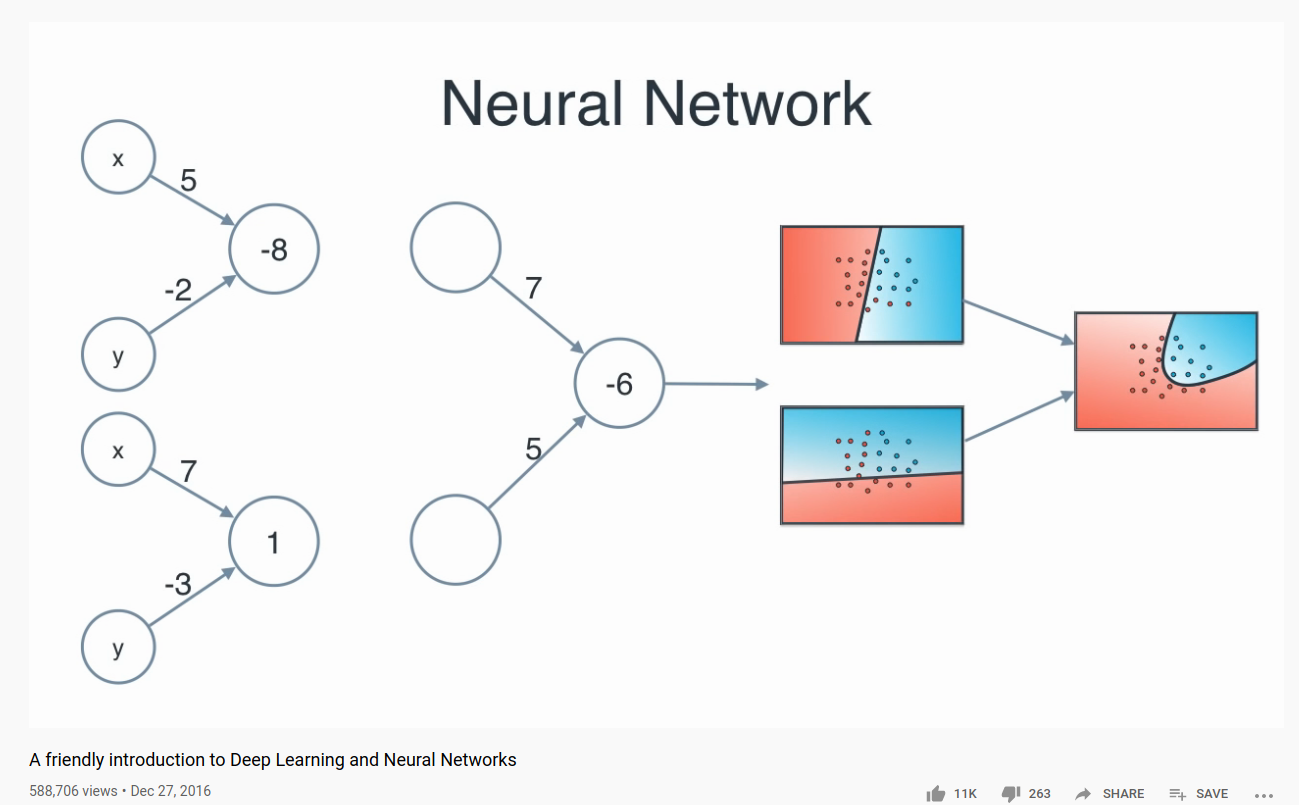 Neural Network
x
5
-8
-2
y
x
7
1
-3
y
7
-6
5
A friendly introduction to Deep Learning and Neural Networks
588,706 views • Dec 27, 2016
11K 263 SHARE SAVE